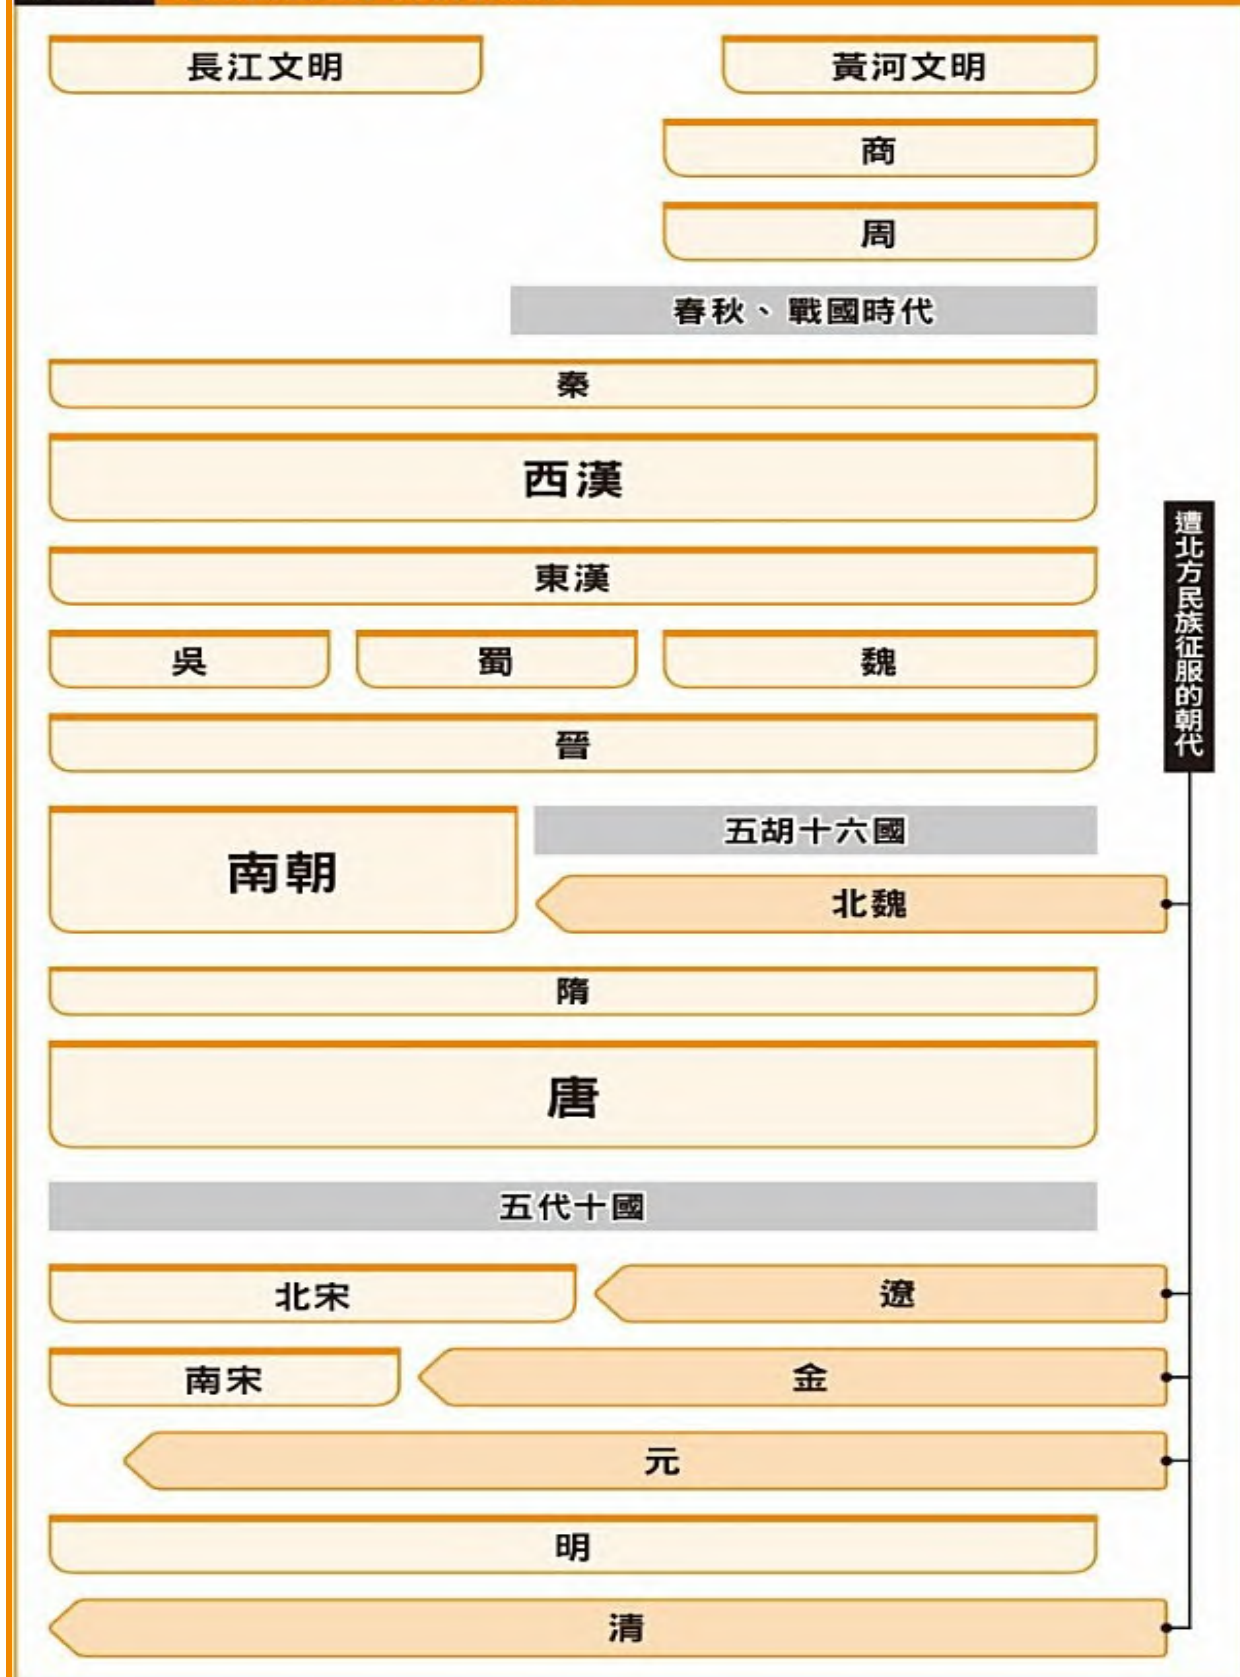 長江文明
黃河文明
商
周
春秋、戰國時代
秦
西漢
東漢
吳
蜀
魏
晉
遭北方民族征服的朝代
南朝
五胡十六國
北魏
隋
唐
五代十國
北宋
遼
南宋
金
元
明
清